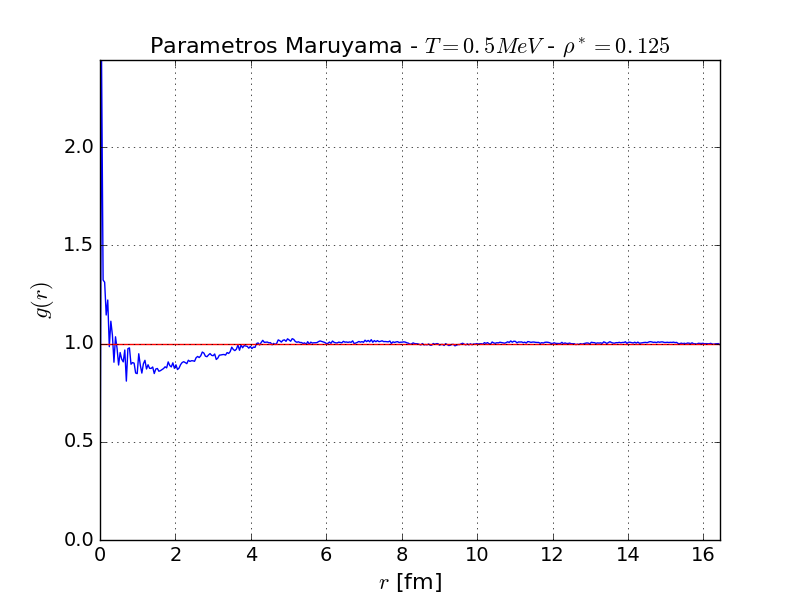 Parametros Maruyama - T = 0.5MeV - ρ* = 0.125
g(r)
2.0
1.5
1.0
0.5
0.0
0 2 4 6 8 10 12 14 16
r [fm]